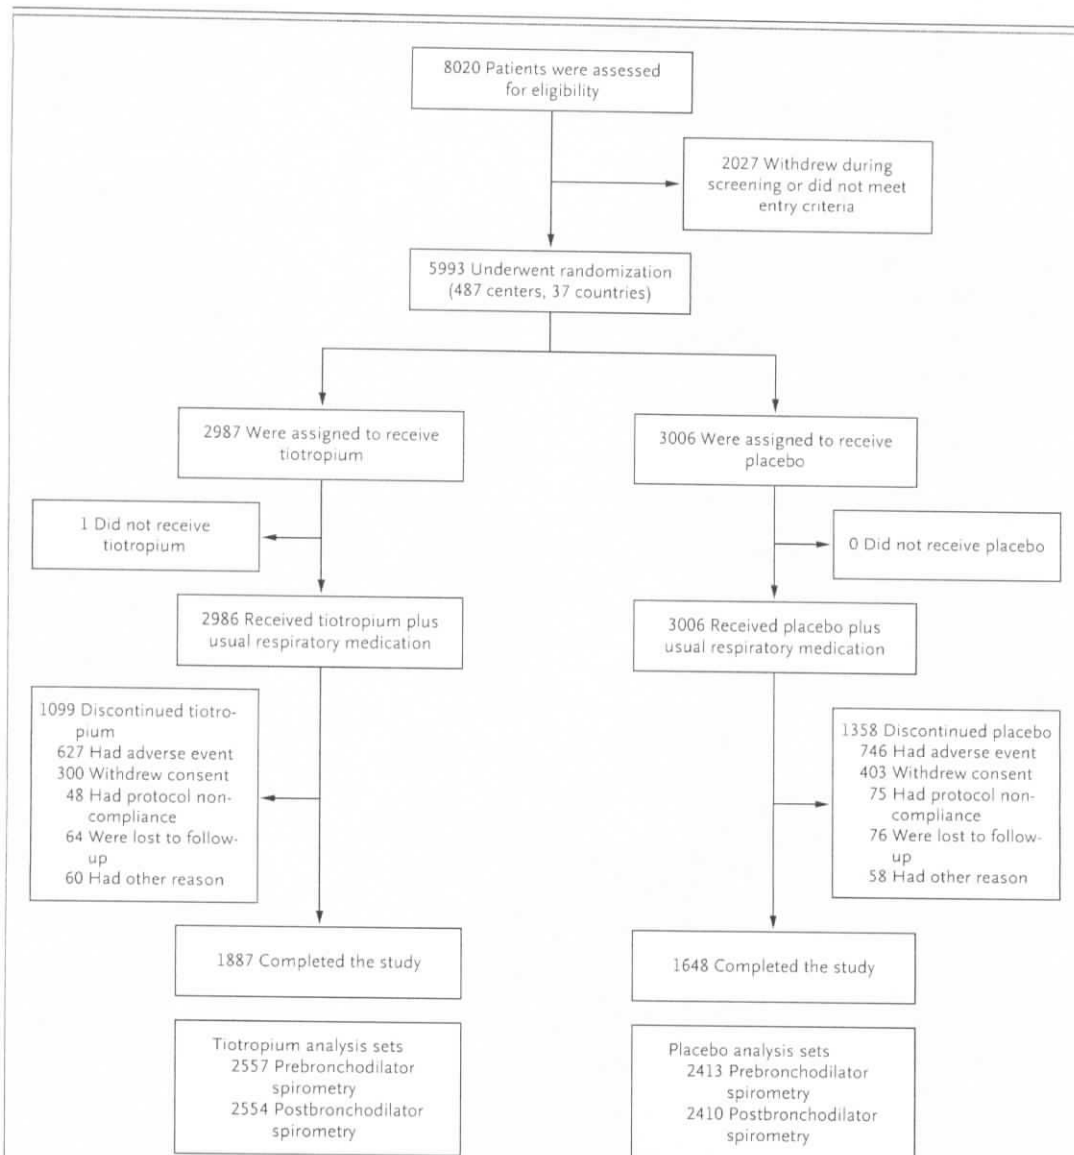 8020 Patients were assessed
for eligibility
2027 Withdrew during
screening or did not meet
entry criteria
5993 Underwent randomization
(487 centers, 37 countries)
2987 Were assigned to receive
tiotropium
3006 Were assigned to receive
placebo
1 Did not receive
tiotropium
0 Did not receive placebo
2986 Received tiotropium plus
usual respiratory medication
3006 Received placebo plus
usual respiratory medication
1099 Discontinued tiotro-
pium
627 Had adverse event
300 Withdrew consent
48 Had protocol non-
compliance
64 Were lost to follow-
up
60 Had other reason
1358 Discontinued placebo
746 Had adverse event
403 Withdrew consent
75 Had protocol non-
compliance
76 Were lost to follow-
up
58 Had other reason
1887 Completed the study
1648 Completed the study
Tiotropium analysis sets
2557 Prebronchodilator
spirometry
2554 Postbronchodilator
spirometry
Placebo analysis sets
2413 Prebronchodilator
spirometry
2410 Postbronchodilator
spirometry